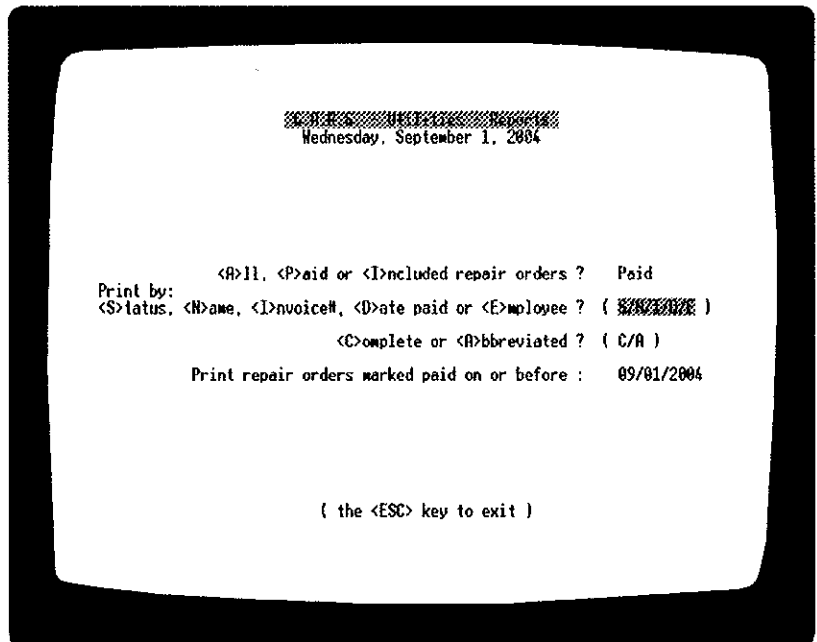 C.A.R.S. Utilities Reports
Wednesday, September 1, 2004
<A>ll, <P>aid or <I>ncluded repair orders ? Paid
Print by:
<S>tatus, <N>ame, <I>nvoice#, <D>ate paid or <E>mployee ? ( S/N/I/D/E )
<C>omplete or <A>bbreviated ? ( C/A )
Print repair orders marked paid on or before : 09/01/2004
( the <ESC> key to exit )